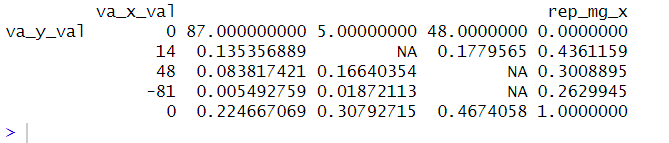 va_x_val rep_mg_x
va_y_val 0 87.000000000 5.00000000 48.0000000 0.0000000
14 0.135356889 NA 0.1779565 0.4361159
48 0.083817421 0.16640354 NA 0.3008895
-81 0.005492759 0.01872113 NA 0.2629945
0 0.224667069 0.30792715 0.4674058 1.0000000
>